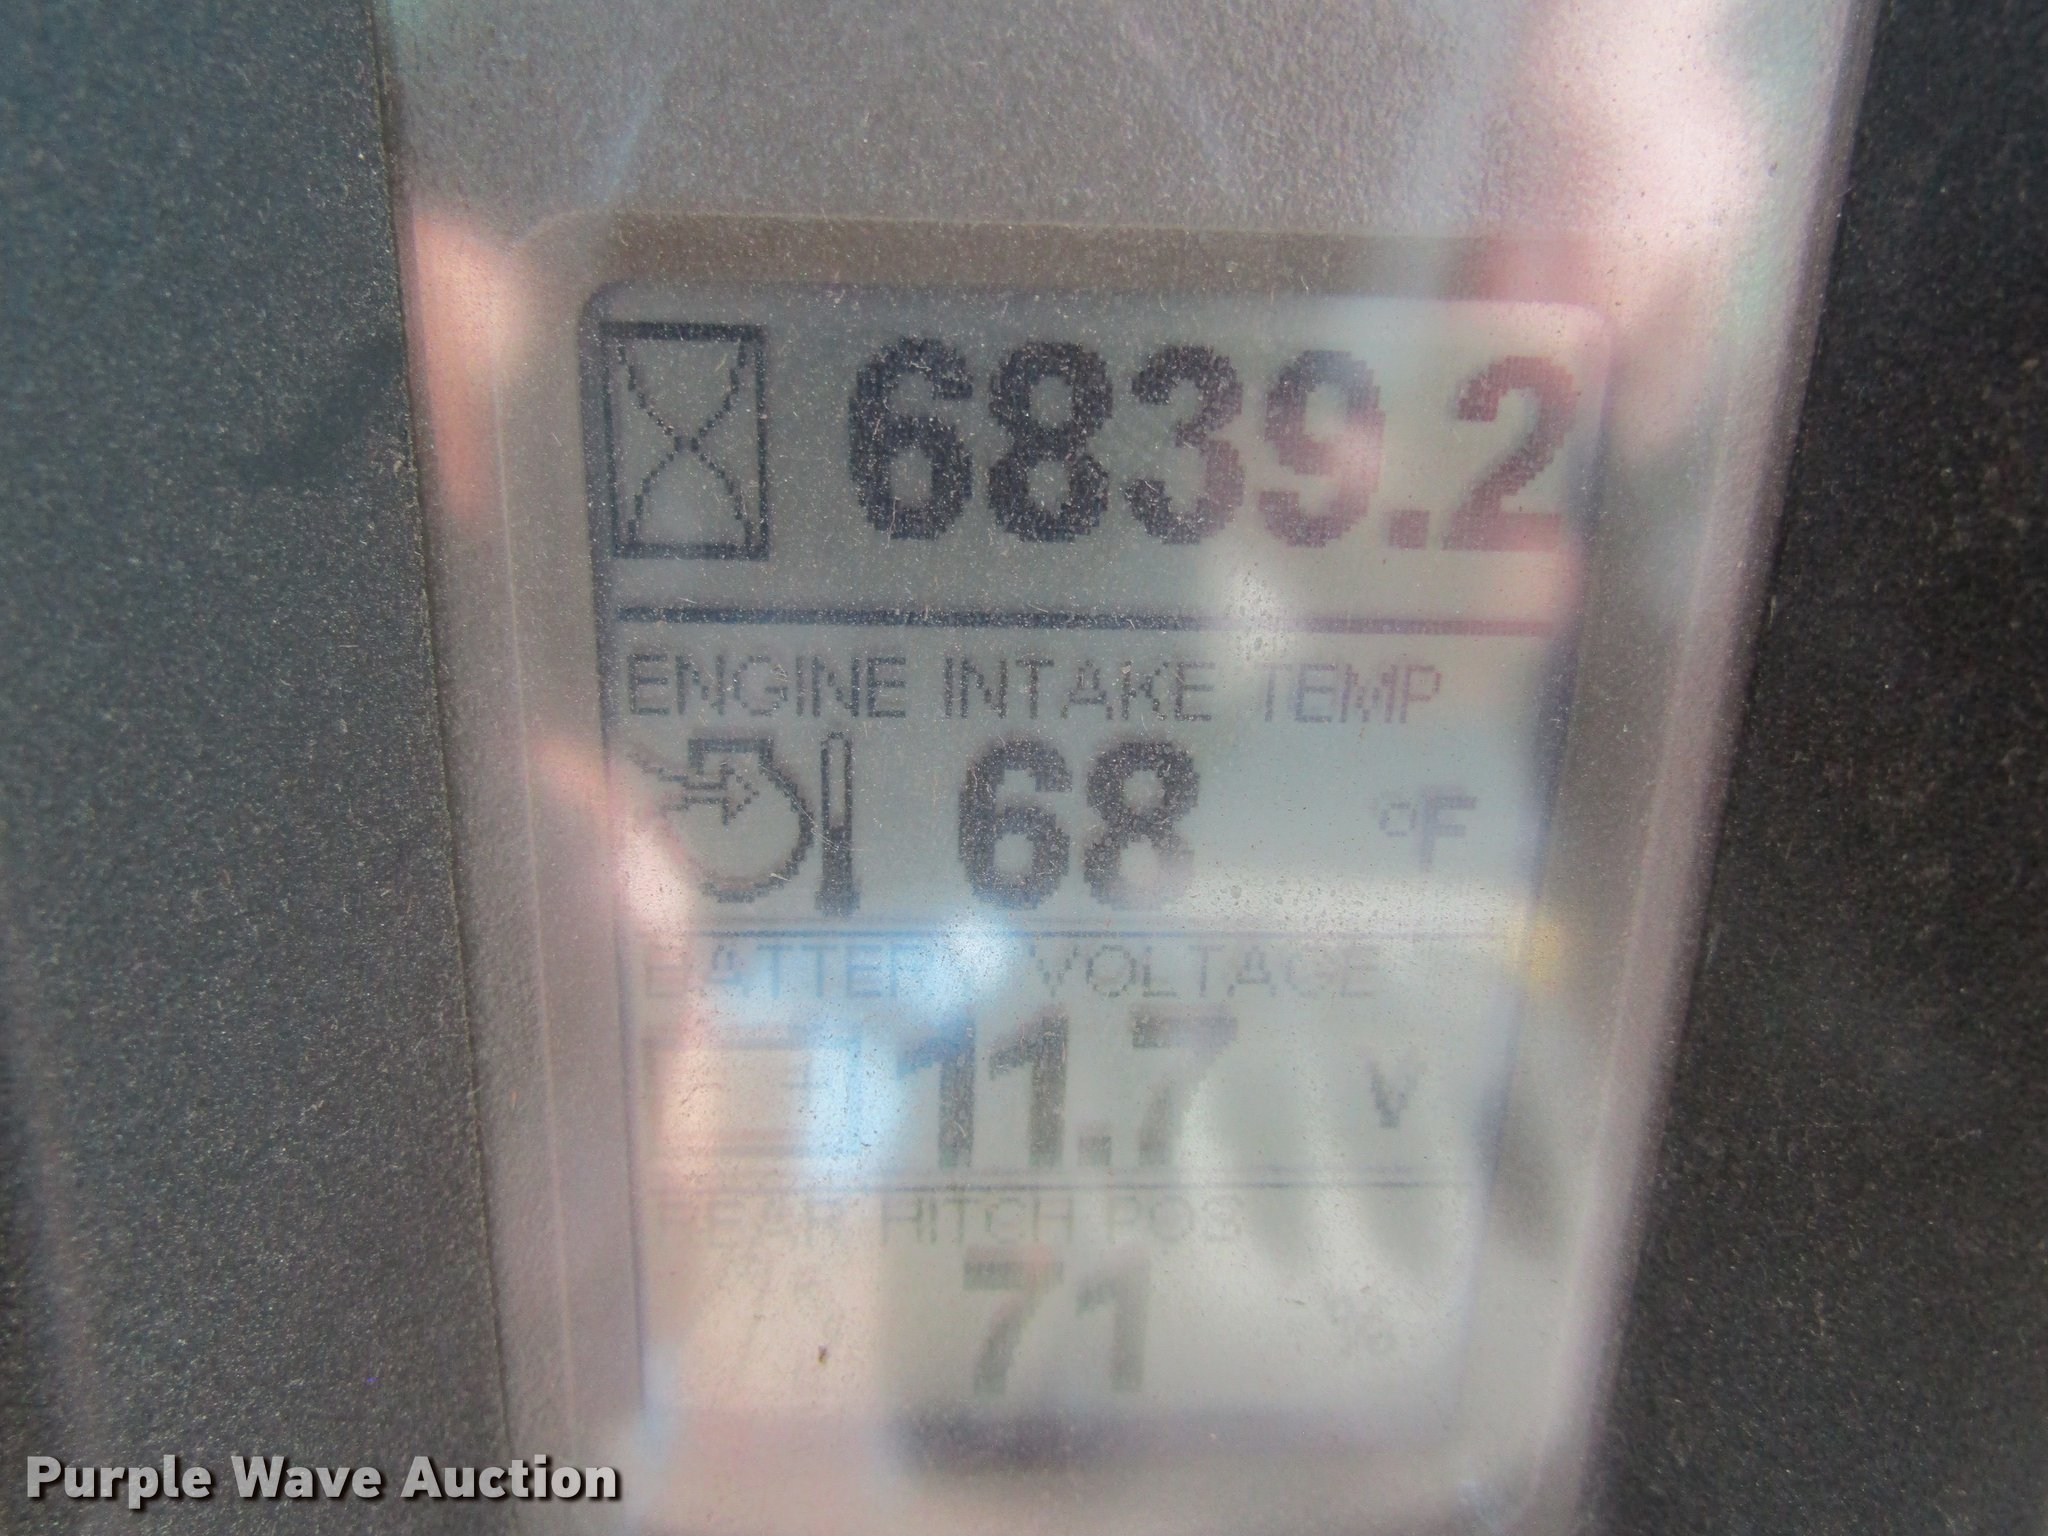 6839.2
ENGINE INTAKE TEMP
68 °F
BATTERY VOLTAGE
11.7 V
REAR HITCH POS
71 %
Purple Wave Auction